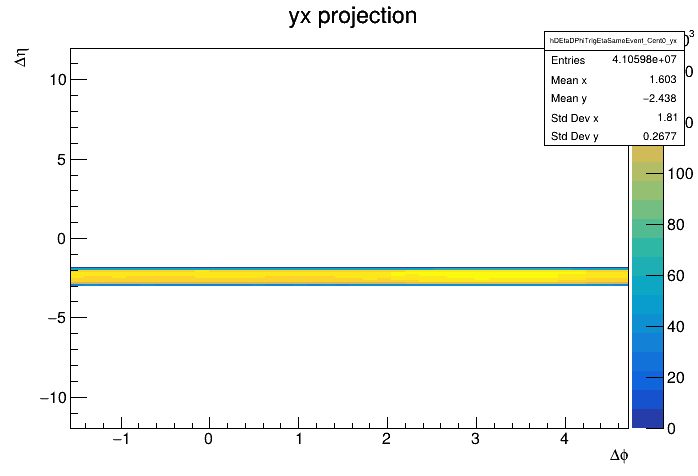 yx projection
Δη
hDEtaDPhiTrigEtaSameEvent_Cent0_yx
Entries 4.10598e+07
Mean x 1.603
Mean y −2.438
Std Dev x 1.81
Std Dev y 0.2677
10
5
0
−5
−10
−1 0 1 2 3 4
Δϕ
100
80
60
40
20
0